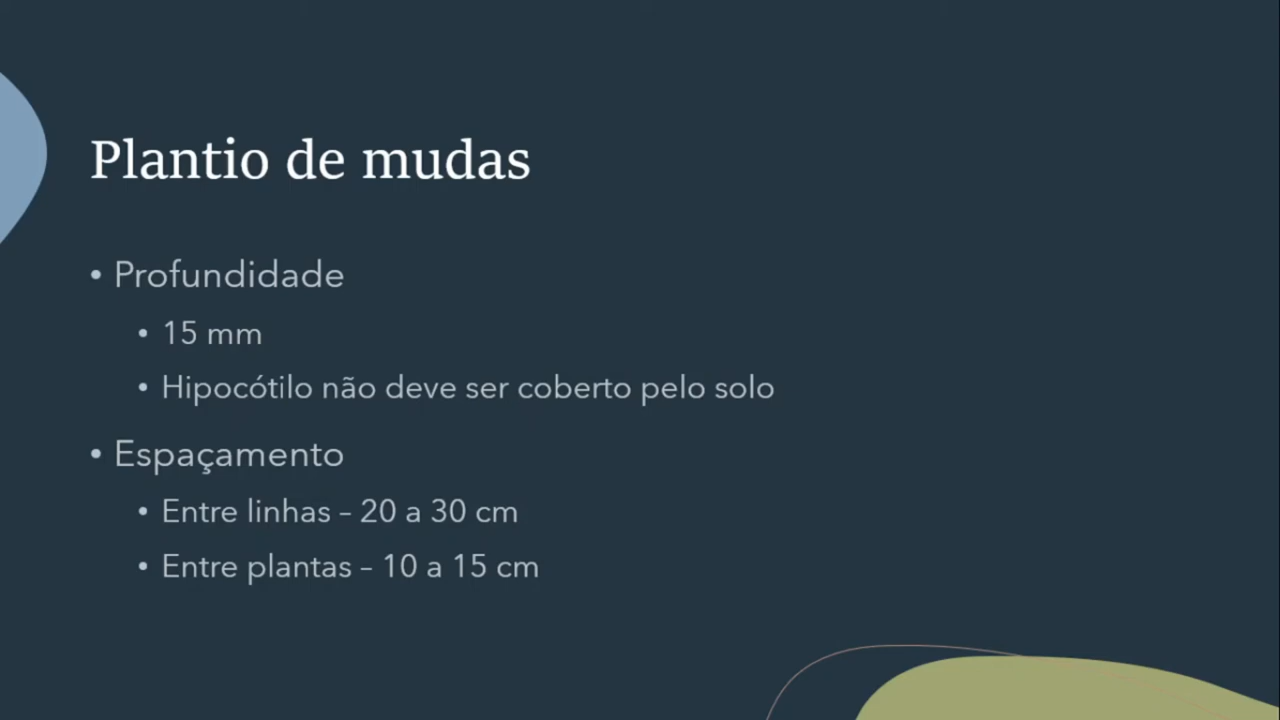 Plantio de mudas
• Profundidade
• 15 mm
• Hipocótilo não deve ser coberto pelo solo
• Espaçamento
• Entre linhas – 20 a 30 cm
• Entre plantas – 10 a 15 cm